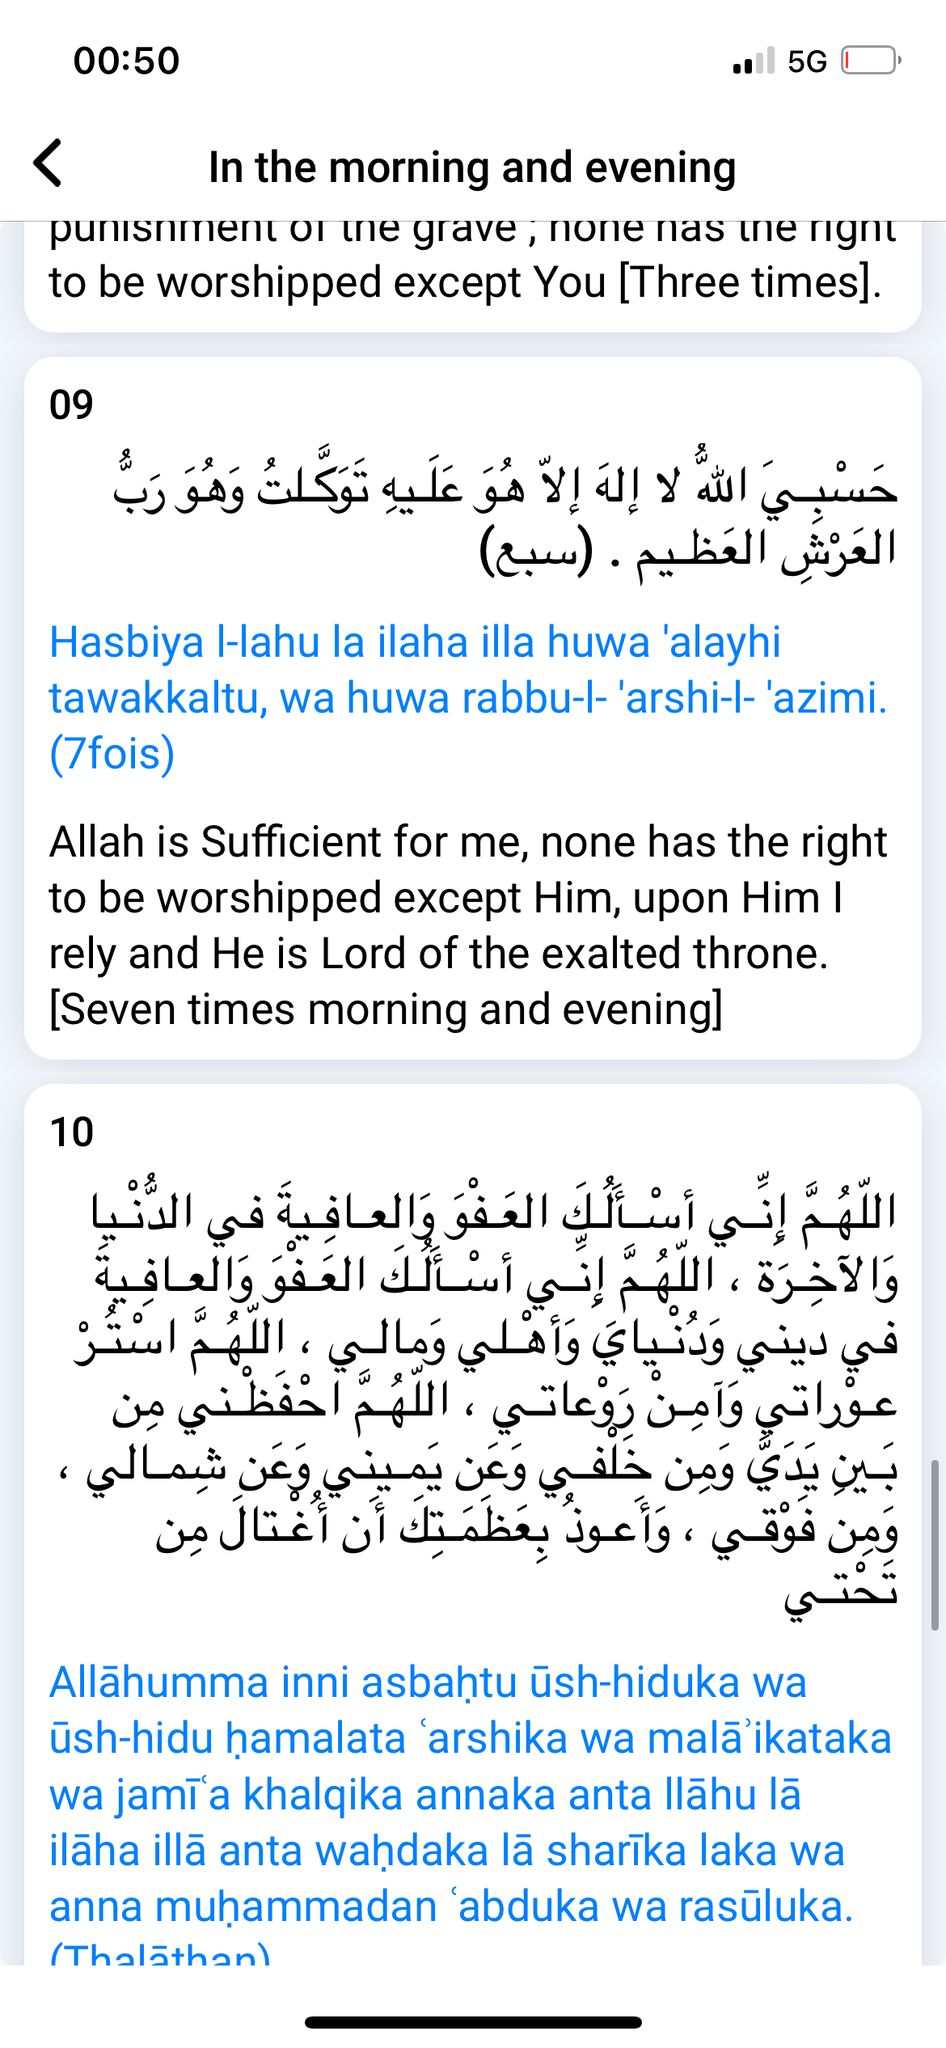 00:50
5G
In the morning and evening
punishment of the grave ; none has the right
to be worshipped except You [Three times].
09
حَسْبِـيَ اللهُّ لا إلهَ إلاّ هُوَ عَلَـيهِ تَوَكَّـلتُ وَهُوَ رَبُّ
العَرْشِ العَظـيم . (سبع)
Hasbiya l-lahu la ilaha illa huwa 'alayhi
tawakkaltu, wa huwa rabbu-l- 'arshi-l- 'azimi.
(7fois)
Allah is Sufficient for me, none has the right
to be worshipped except Him, upon Him I
rely and He is Lord of the exalted throne.
[Seven times morning and evening]
10
اللّهُـمَّ إِنِّـي أسْـأَلُـكَ العَـفْوَ وَالعـافِـيةَ في الدُّنْـيا
وَالآخِـرَة ، اللّهُـمَّ إِنِّـي أسْـأَلُـكَ العَـفْوَ وَالعـافِـيةَ
في ديني وَدُنْـيايَ وَأهْـلي وَمالـي ، اللّهُـمَّ اسْتُـرْ
عـوْراتي وَآمِـنْ رَوْعاتـي ، اللّهُـمَّ احْفَظْـني مِن
بَـينِ يَدَيَّ وَمِن خَلْفـي وَعَن يَمـيني وَعَن شِمـالي ،
وَمِن فَوْقـي ، وَأَعـوذُ بِعَظَمَـتِكَ أَن أُغْـتالَ مِن
تَحْتـي
Allāhumma inni asbaḥtu ūsh-hiduka wa
ūsh-hidu ḥamalata ʿarshika wa malāʾikataka
wa jamīʿa khalqika annaka anta llāhu lā
ilāha illā anta waḥdaka lā sharīka laka wa
anna muḥammadan ʿabduka wa rasūluka.
(Thalāthan)